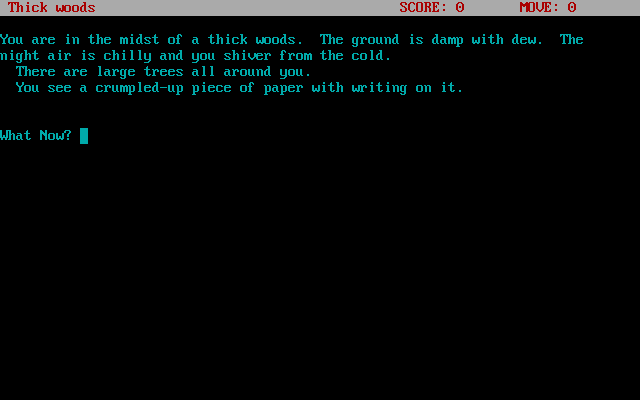 Thick woods SCORE: 0 MOVE: 0
You are in the midst of a thick woods. The ground is damp with dew. The
night air is chilly and you shiver from the cold.
There are large trees all around you.
You see a crumpled-up piece of paper with writing on it.
What Now?